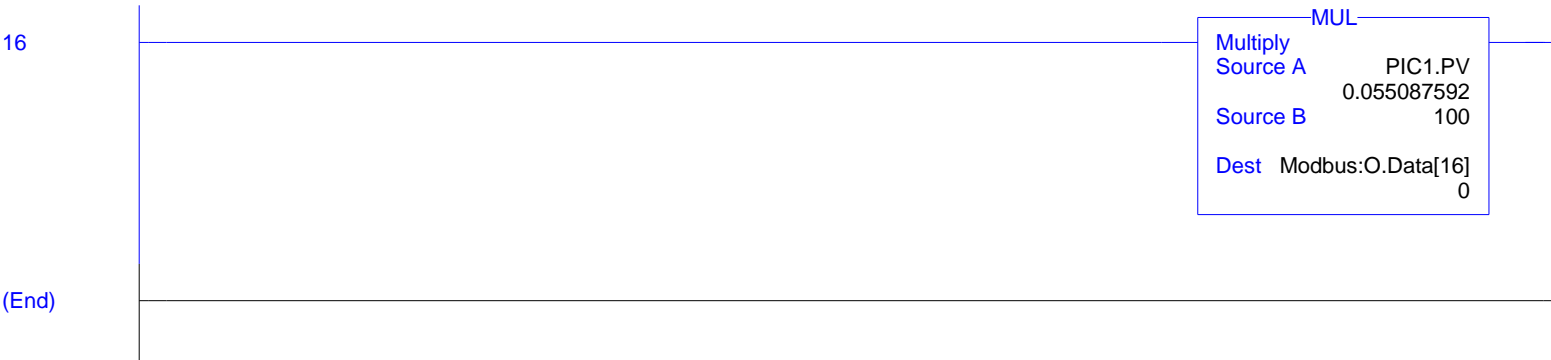 MUL
16
Multiply
Source A PIC1.PV
0.055087592
Source B 100
Dest Modbus:O.Data[16]
0
(End)